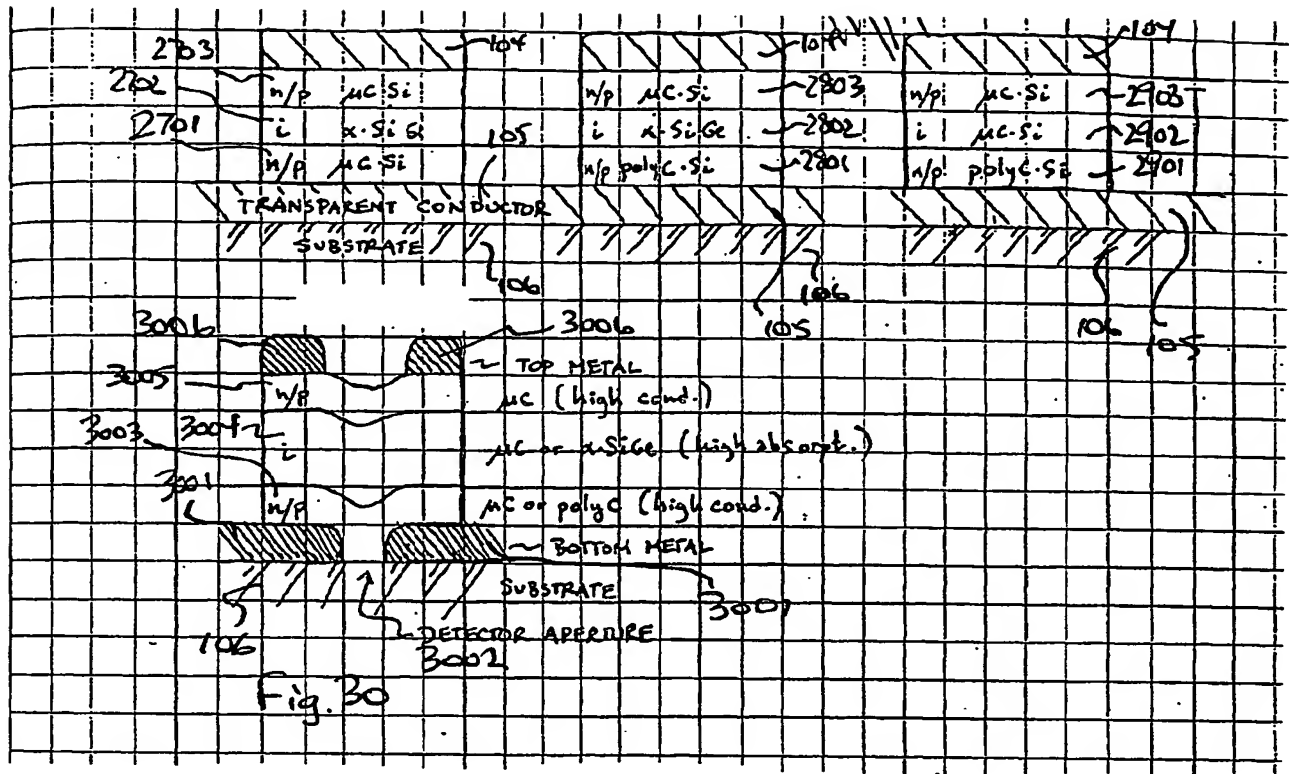 2703 104 104 104
2702 n/p μC-Si n/p μC-Si 2803 n/p μC-Si 2903
2701 i α-SiG 105 i α-SiGe 2802 i μC-Si 2902
n/p μC-Si n/p polyC-Si 2801 n/p polyC-Si 2901
TRANSPARENT CONDUCTOR
SUBSTRATE
106 106 106
105 105
3006 3006
TOP METAL
3005 n/p μC (high cond.)
3003 3004 i μC or α-SiGe (high absorpt.)
3001
n/p μC or polyC (high cond.)
BOTTOM METAL
SUBSTRATE 3001
106 DETECTOR APERTURE
3002
Fig. 30